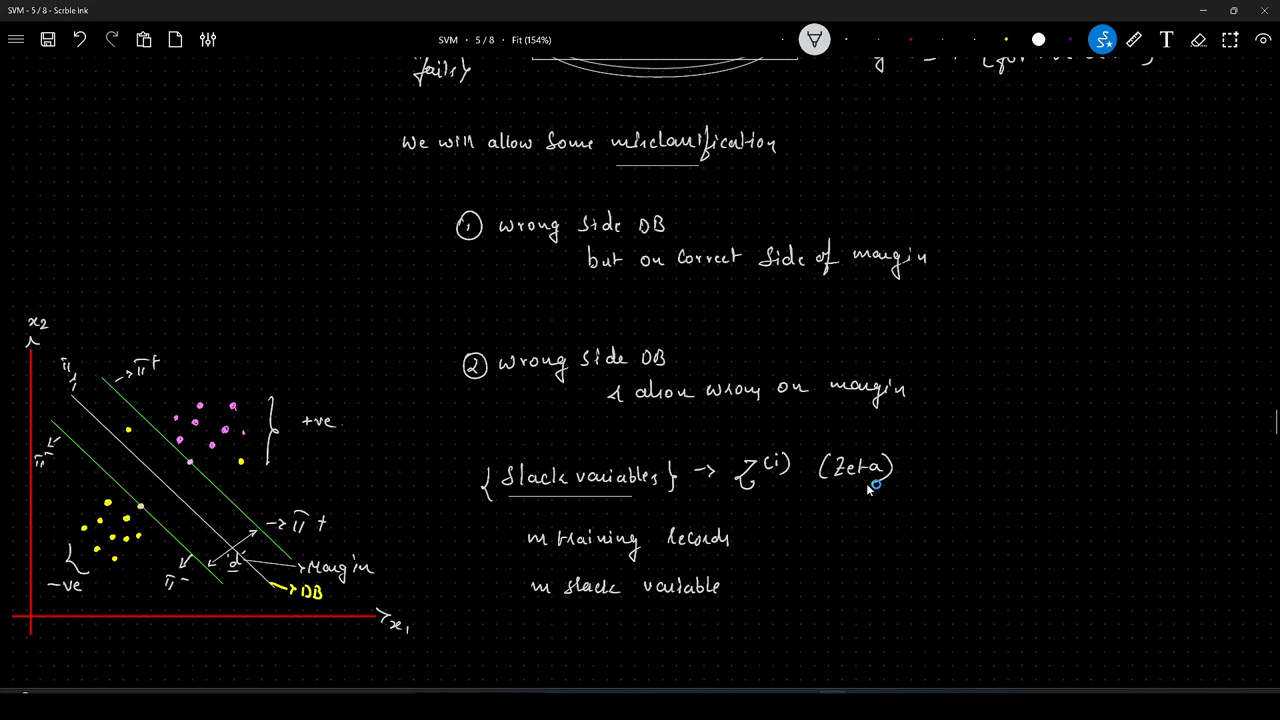 SVM - 5 / 8 - Scrble Ink
SVM • 5 / 8 • Fit (154%)
T
fails}
We will allow some misclassification
① wrong side DB
but on correct side of margin
② wrong side DB
& also wrong on margin
{Slack variables} → ζ(i) (Zeta)
m training records
m slack variable
x2
π
→ π+
π-
+ve
-ve
→ π+
'd'
π-
→ Margin
→ DB
x1